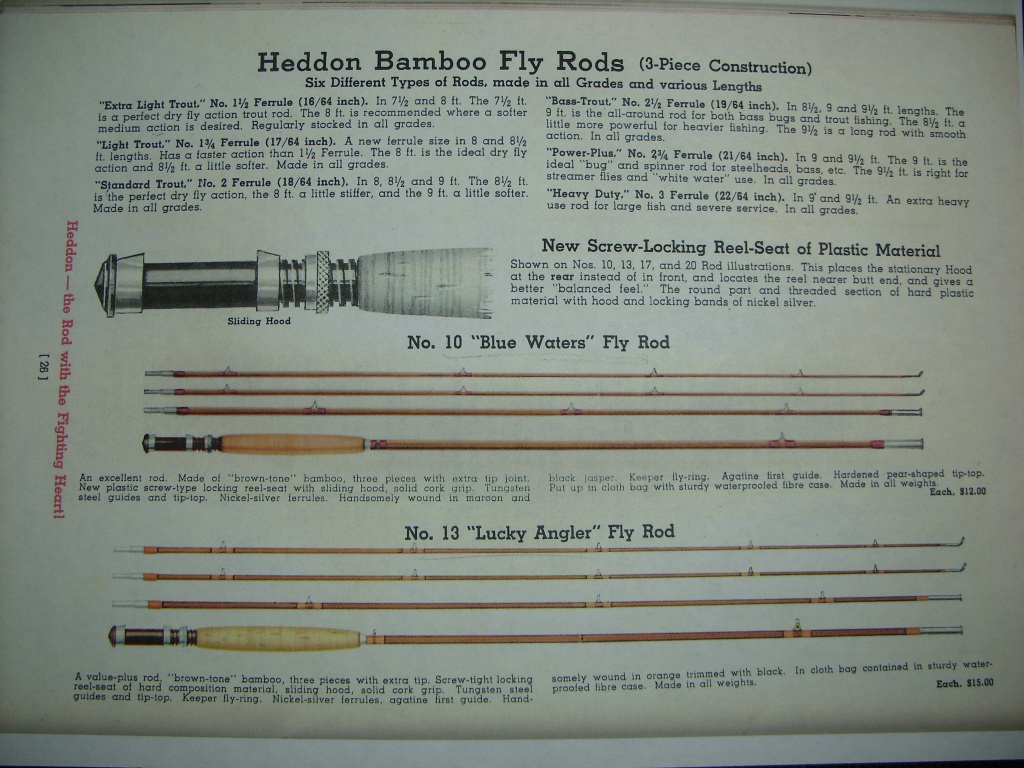 Heddon Bamboo Fly Rods (3-Piece Construction)
Six Different Types of Rods, made in all Grades and various Lengths
"Extra Light Trout," No. 1½ Ferrule (16/64 inch). In 7½ and 8 ft. The 7½ ft.
is a perfect dry fly action trout rod. The 8 ft. is recommended where a softer
medium action is desired. Regularly stocked in all grades.
"Light Trout," No. 1¾ Ferrule (17/64 inch). A new ferrule size in 8 and 8½
ft. lengths. Has a faster action than 1½ Ferrule. The 8 ft. is the ideal dry fly
action and 8½ ft. a little softer. Made in all grades.
"Standard Trout," No. 2 Ferrule (18/64 inch). In 8, 8½ and 9 ft. The 8½ ft.
is the perfect dry fly action, the 8 ft. a little stiffer, and the 9 ft. a little softer.
Made in all grades.
"Bass-Trout," No. 2½ Ferrule (19/64 inch). In 8½, 9 and 9½ ft. lengths. The
9 ft. is the all-around rod for both bass bugs and trout fishing. The 8½ ft. a
little more powerful for heavier fishing. The 9½ is a long rod with smooth
action. In all grades.
"Power-Plus," No. 2¾ Ferrule (21/64 inch). In 9 and 9½ ft. The 9 ft. is the
ideal "bug" and spinner rod for steelheads, bass, etc. The 9½ ft. is right for
streamer flies and "white water" use. In all grades.
"Heavy Duty," No. 3 Ferrule (22/64 inch). In 9 and 9½ ft. An extra heavy
use rod for large fish and severe service. In all grades.
Heddon — the Rod with the Fighting Heart!
[ 26 ]
Sliding Hood
New Screw-Locking Reel-Seat of Plastic Material
Shown on Nos. 10, 13, 17, and 20 Rod illustrations. This places the stationary Hood
at the rear instead of in front, and locates the reel nearer butt end, and gives a
better "balanced feel." The round part and threaded section of hard plastic
material with hood and locking bands of nickel silver.
No. 10 "Blue Waters" Fly Rod
An excellent rod. Made of "brown-tone" bamboo, three pieces with extra tip joint.
New plastic screw-type locking reel-seat with sliding hood, solid cork grip. Tungsten
steel guides and tip-top. Nickel-silver ferrules. Handsomely wound in maroon and
black jasper. Keeper fly-ring. Agatine first guide. Hardened pear-shaped tip-top.
Put up in cloth bag with sturdy waterproofed fibre case. Made in all weights.
Each, $12.00
No. 13 "Lucky Angler" Fly Rod
A value-plus rod, "brown-tone" bamboo, three pieces with extra tip. Screw-tight locking
reel-seat of hard composition material, sliding hood, solid cork grip. Tungsten steel
guides and tip-top. Keeper fly-ring. Nickel-silver ferrules, agatine first guide. Hand-
somely wound in orange trimmed with black. In cloth bag contained in sturdy water-
proofed fibre case. Made in all weights.
Each, $15.00